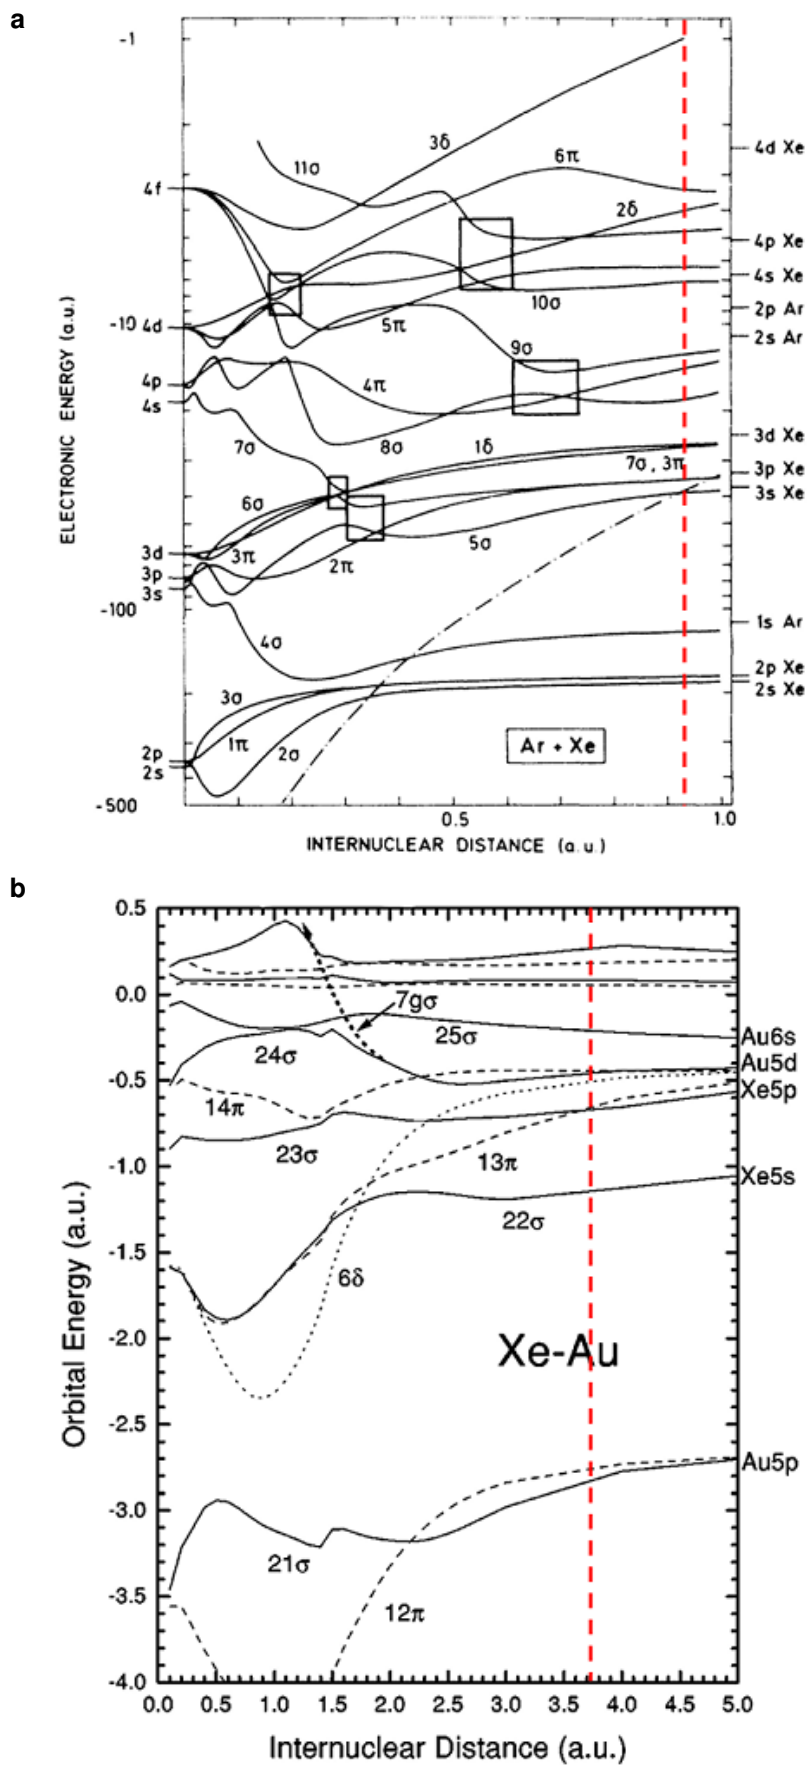 a
-1
4f
-10 4d
4p
4s
3d
3p
3s
-100
2p
2s
-500
ELECTRONIC ENERGY (a.u.)
11σ
3δ
6π
2δ
10σ
5π
9σ
4π
8σ
7σ
1δ
7σ, 3π
6σ
3π
2π
5σ
4σ
3σ
1π
2σ
Ar + Xe
4d Xe
4p Xe
4s Xe
2p Ar
2s Ar
3d Xe
3p Xe
3s Xe
1s Ar
2p Xe
2s Xe
0.5
1.0
INTERNUCLEAR DISTANCE (a.u.)
b
0.5
0.0
-0.5
-1.0
-1.5
-2.0
-2.5
-3.0
-3.5
-4.0
Orbital Energy (a.u.)
7gσ
25σ
24σ
14π
23σ
13π
22σ
6δ
Xe-Au
21σ
12π
Au6s
Au5d
Xe5p
Xe5s
Au5p
0.0 0.5 1.0 1.5 2.0 2.5 3.0 3.5 4.0 4.5 5.0
Internuclear Distance (a.u.)